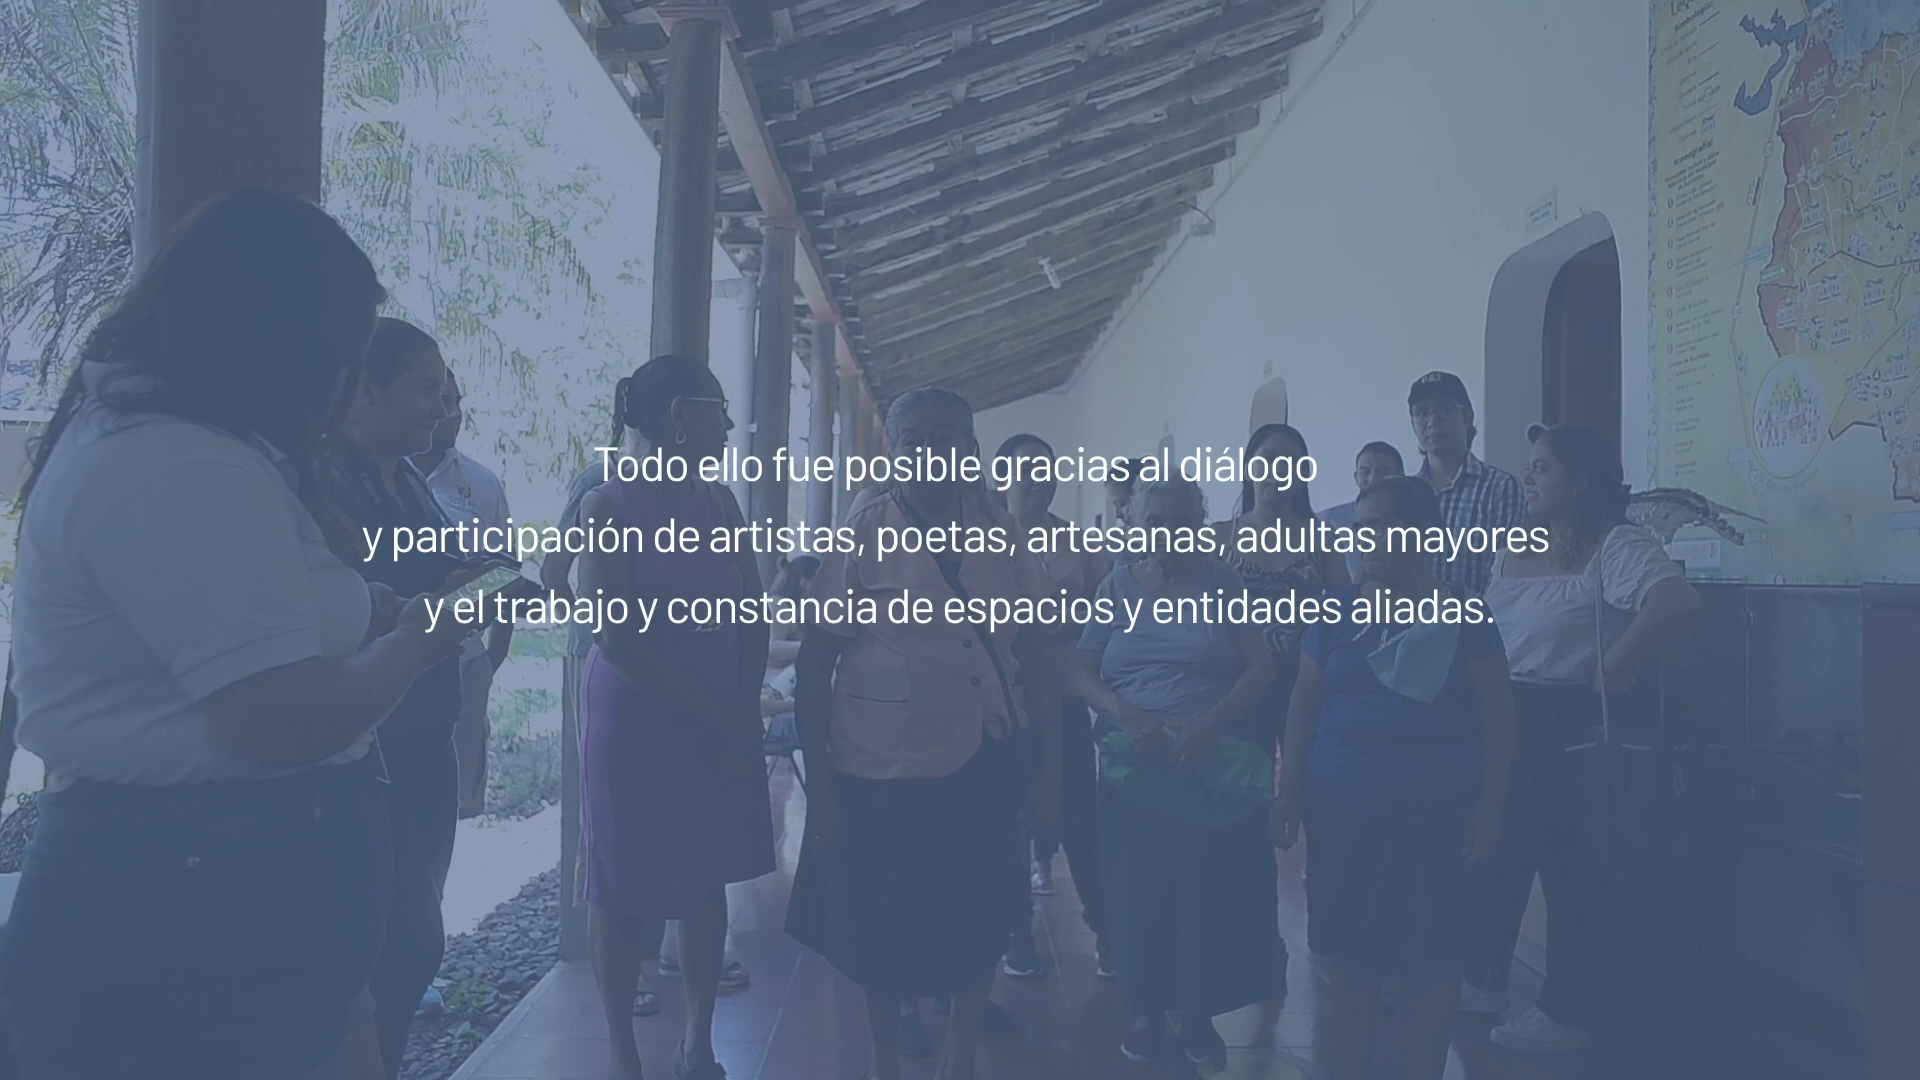 Todo ello fue posible gracias al diálogo
y participación de artistas, poetas, artesanas, adultas mayores
y el trabajo y constancia de espacios y entidades aliadas.